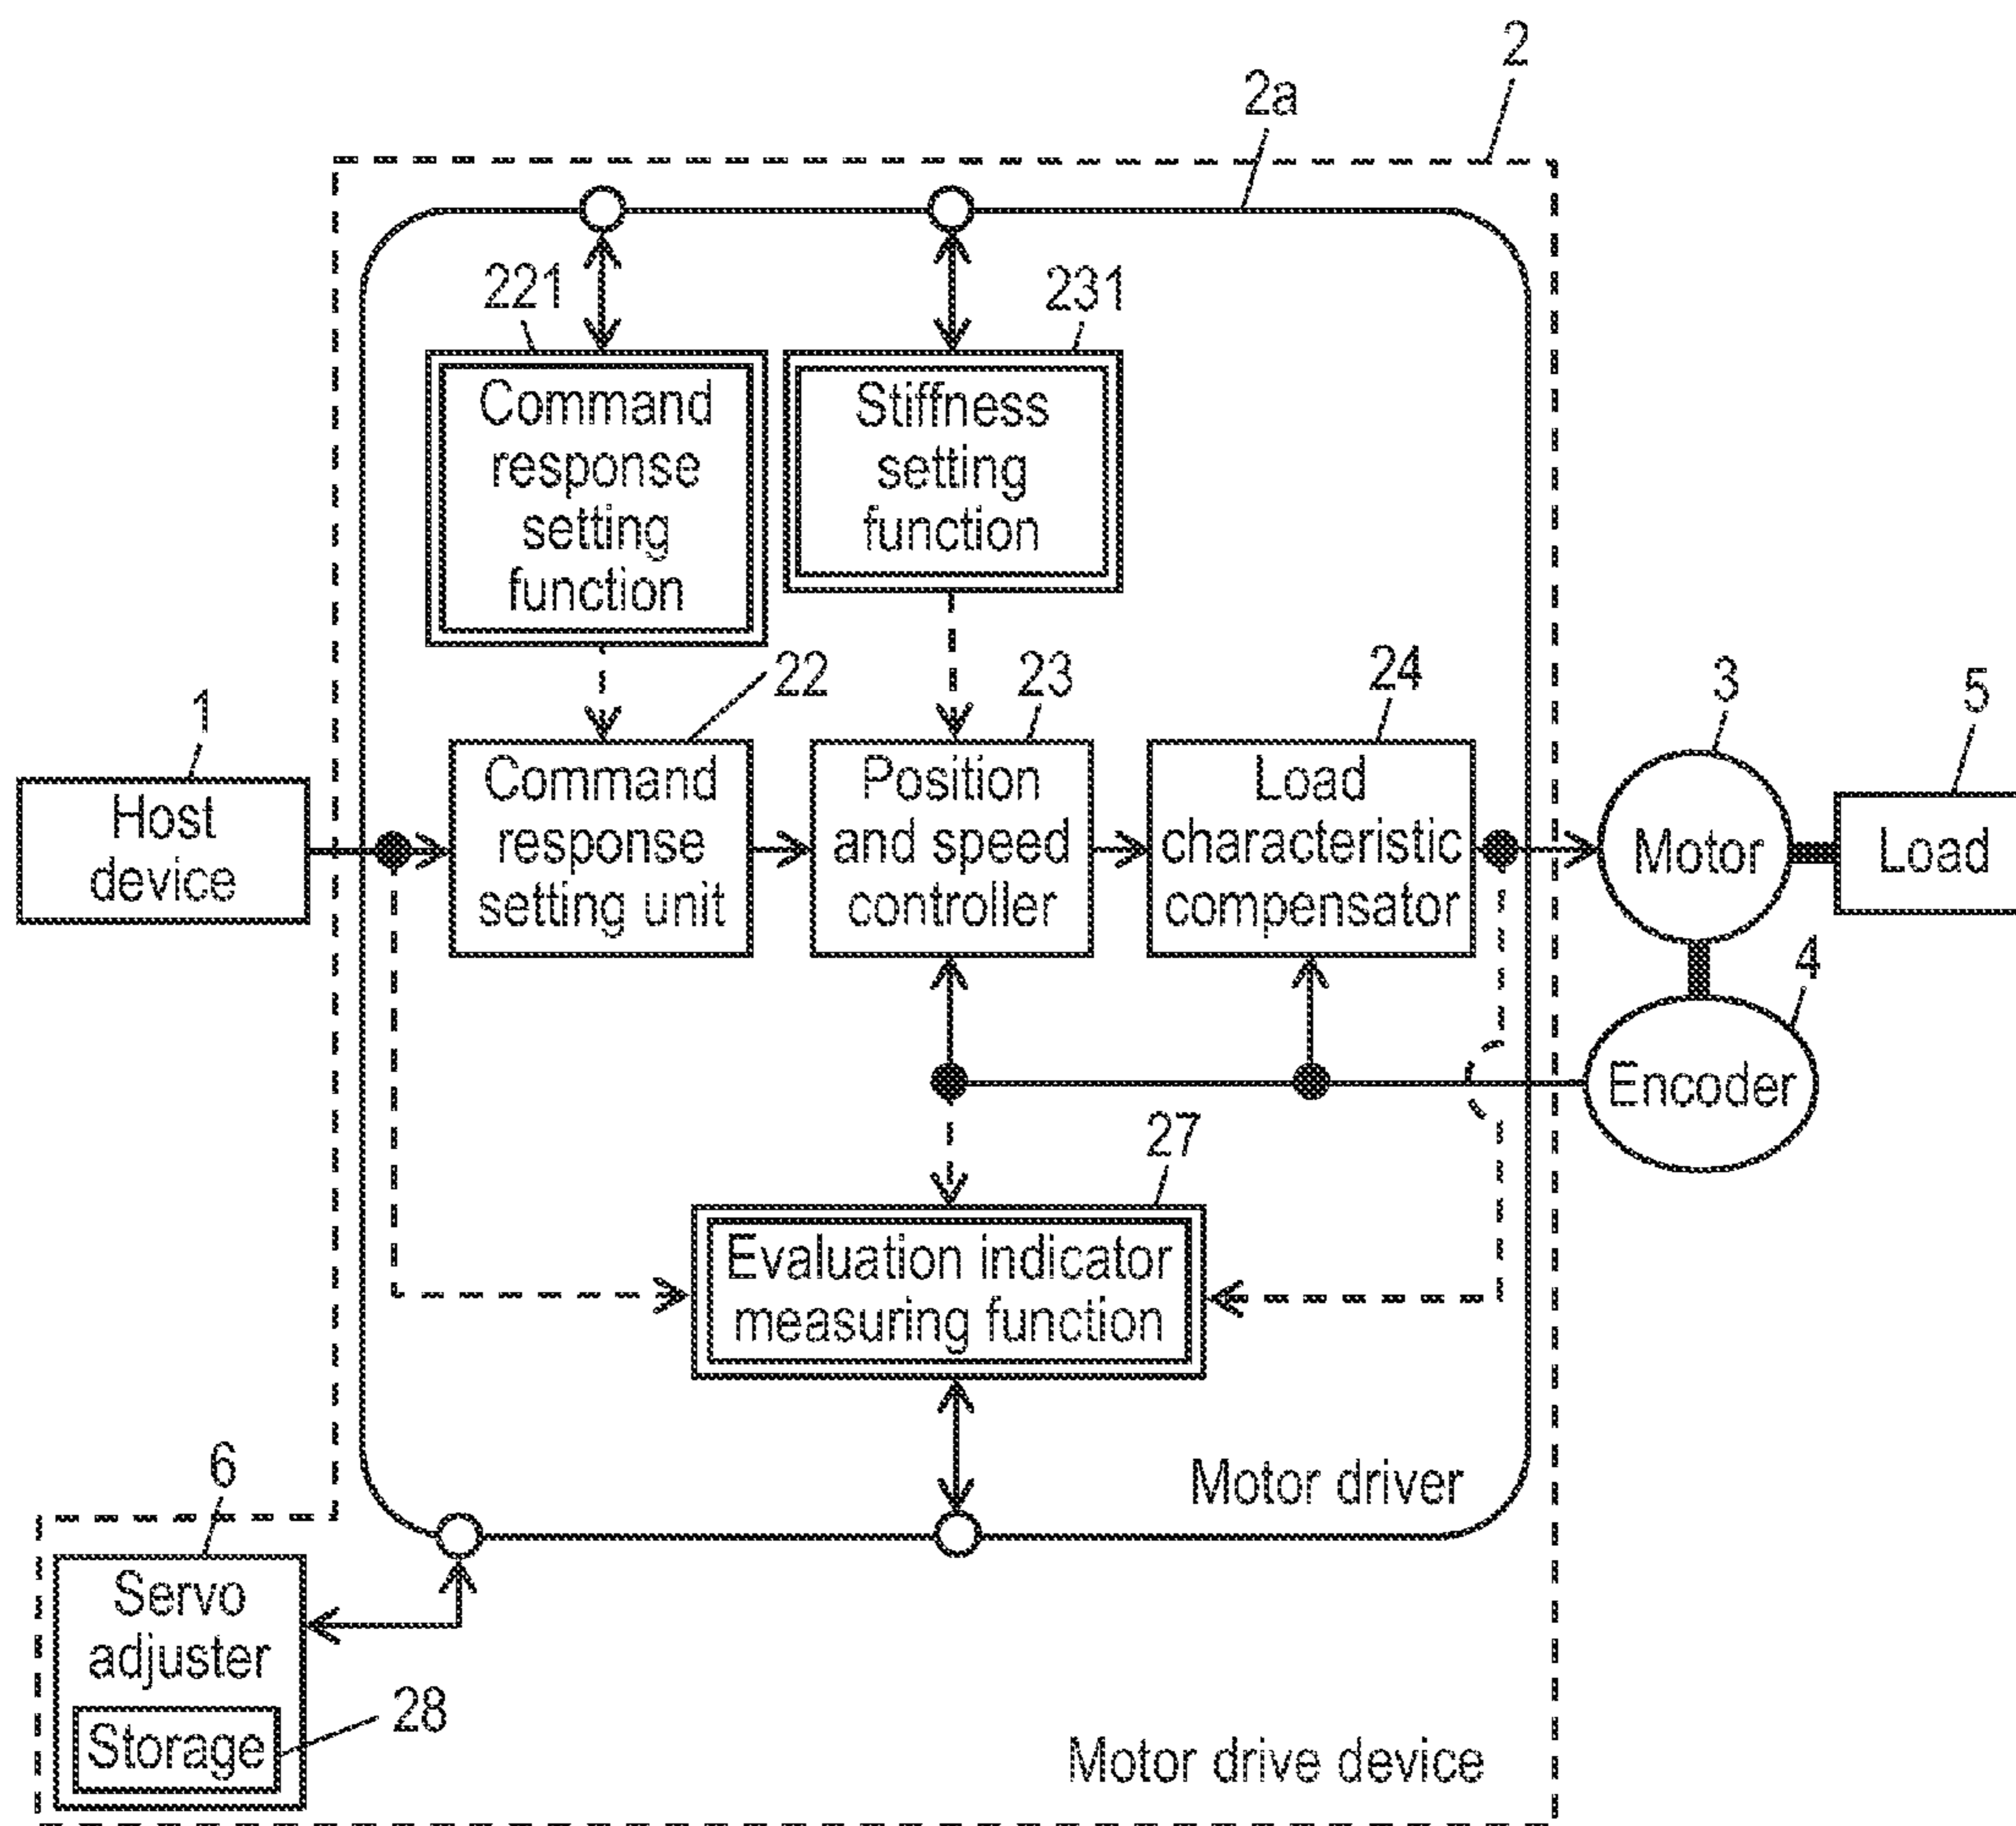 2
2a
221
231
Command
response
setting
function
Stiffness
setting
function
1
22
23
24
3
5
Host
device
Command
response
setting unit
Position
and speed
controller
Load
characteristic
compensator
Motor
Load
4
Encoder
27
Evaluation indicator
measuring function
Motor driver
6
Servo
adjuster
Storage
28
Motor drive device